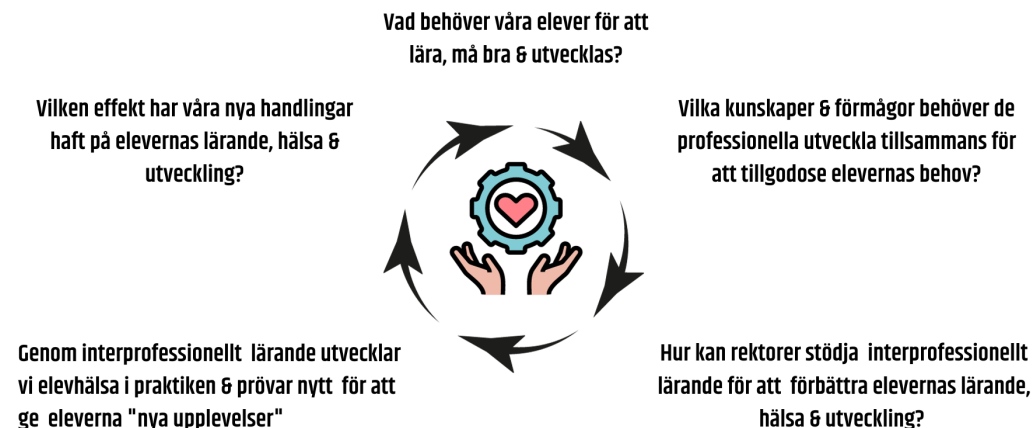 Vad behöver våra elever för att
lära, må bra & utvecklas?
Vilka kunskaper & förmågor behöver de
professionella utveckla tillsammans för
att tillgodose elevernas behov?
Hur kan rektorer stödja interprofessionellt
lärande för att förbättra elevernas lärande,
hälsa & utveckling?
Genom interprofessionellt lärande utvecklar
vi elevhälsa i praktiken & prövar nytt för att
ge eleverna "nya upplevelser"
Vilken effekt har våra nya handlingar
haft på elevernas lärande, hälsa &
utveckling?